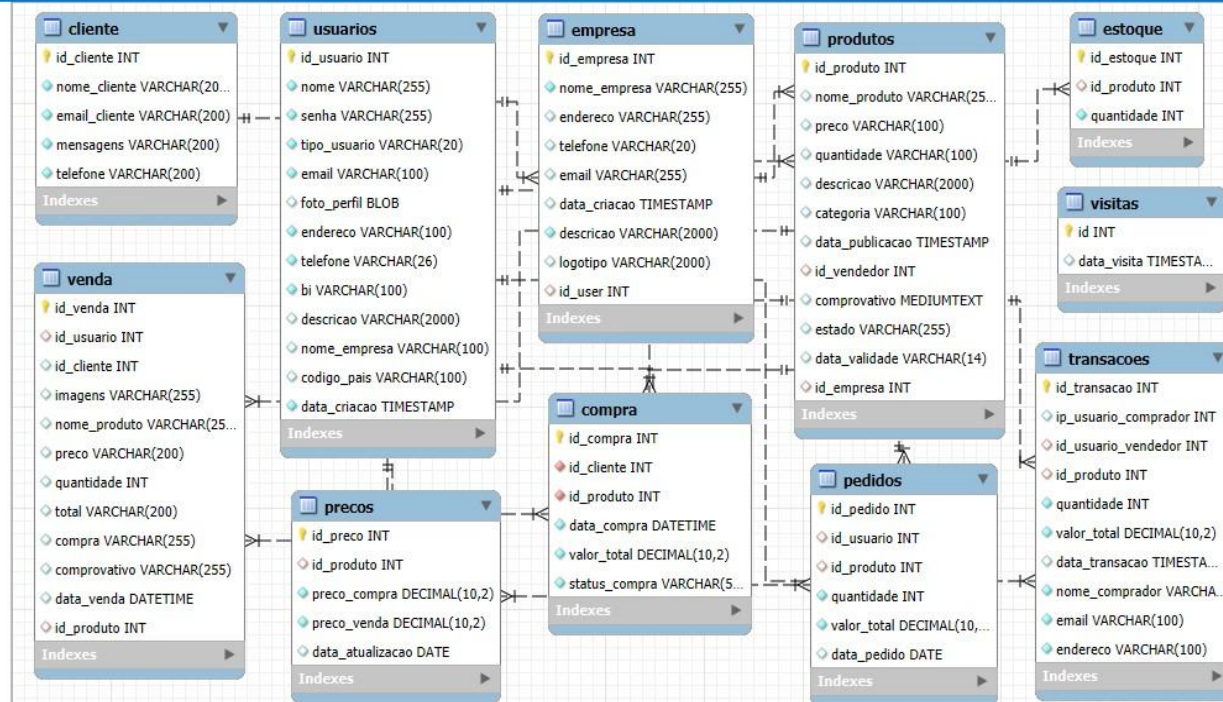 cliente
id_cliente INT
nome_cliente VARCHAR(20...
email_cliente VARCHAR(200)
mensagens VARCHAR(200)
telefone VARCHAR(200)
Indexes
usuarios
id_usuario INT
nome VARCHAR(255)
senha VARCHAR(255)
tipo_usuario VARCHAR(20)
email VARCHAR(100)
foto_perfil BLOB
endereco VARCHAR(100)
telefone VARCHAR(26)
bi VARCHAR(100)
descricao VARCHAR(2000)
nome_empresa VARCHAR(100)
codigo_pais VARCHAR(100)
data_criacao TIMESTAMP
Indexes
empresa
id_empresa INT
nome_empresa VARCHAR(255)
endereco VARCHAR(255)
telefone VARCHAR(20)
email VARCHAR(255)
data_criacao TIMESTAMP
descricao VARCHAR(2000)
logotipo VARCHAR(2000)
id_user INT
Indexes
produtos
id_produto INT
nome_produto VARCHAR(25...
preco VARCHAR(100)
quantidade VARCHAR(100)
descricao VARCHAR(2000)
categoria VARCHAR(100)
data_publicacao TIMESTAMP
id_vendedor INT
comprovativo MEDIUMTEXT
estado VARCHAR(255)
data_validade VARCHAR(14)
id_empresa INT
Indexes
estoque
id_estoque INT
id_produto INT
quantidade INT
Indexes
visitas
id INT
data_visita TIMESTA...
Indexes
venda
id_venda INT
id_usuario INT
id_cliente INT
imagens VARCHAR(255)
nome_produto VARCHAR(25...
preco VARCHAR(200)
quantidade INT
total VARCHAR(200)
compra VARCHAR(255)
comprovativo VARCHAR(255)
data_venda DATETIME
id_produto INT
Indexes
precos
id_preco INT
id_produto INT
preco_compra DECIMAL(10,2)
preco_venda DECIMAL(10,2)
data_atualizacao DATE
Indexes
compra
id_compra INT
id_cliente INT
id_produto INT
data_compra DATETIME
valor_total DECIMAL(10,2)
status_compra VARCHAR(5...
Indexes
pedidos
id_pedido INT
id_usuario INT
id_produto INT
quantidade INT
valor_total DECIMAL(10,...
data_pedido DATE
Indexes
transacoes
id_transacao INT
ip_usuario_comprador INT
id_usuario_vendedor INT
id_produto INT
quantidade INT
valor_total DECIMAL(10,2)
data_transacao TIMESTA...
nome_comprador VARCHA...
email VARCHAR(100)
endereco VARCHAR(100)
Indexes